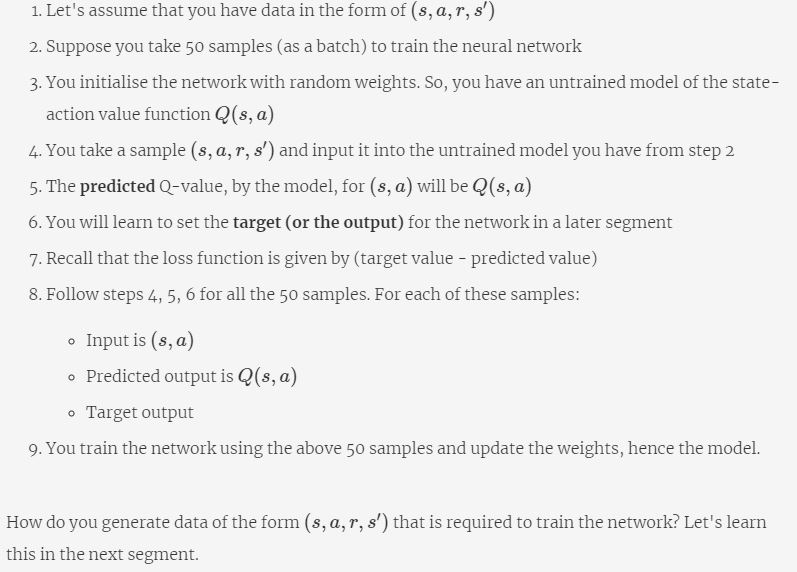 1. Let's assume that you have data in the form of (s, a, r, s′)
2. Suppose you take 50 samples (as a batch) to train the neural network
3. You initialise the network with random weights. So, you have an untrained model of the state-
action value function Q(s, a)
4. You take a sample (s, a, r, s′) and input it into the untrained model you have from step 2
5. The predicted Q-value, by the model, for (s, a) will be Q(s, a)
6. You will learn to set the target (or the output) for the network in a later segment
7. Recall that the loss function is given by (target value - predicted value)
8. Follow steps 4, 5, 6 for all the 50 samples. For each of these samples:
∘ Input is (s, a)
∘ Predicted output is Q(s, a)
∘ Target output
9. You train the network using the above 50 samples and update the weights, hence the model.
How do you generate data of the form (s, a, r, s′) that is required to train the network? Let's learn
this in the next segment.